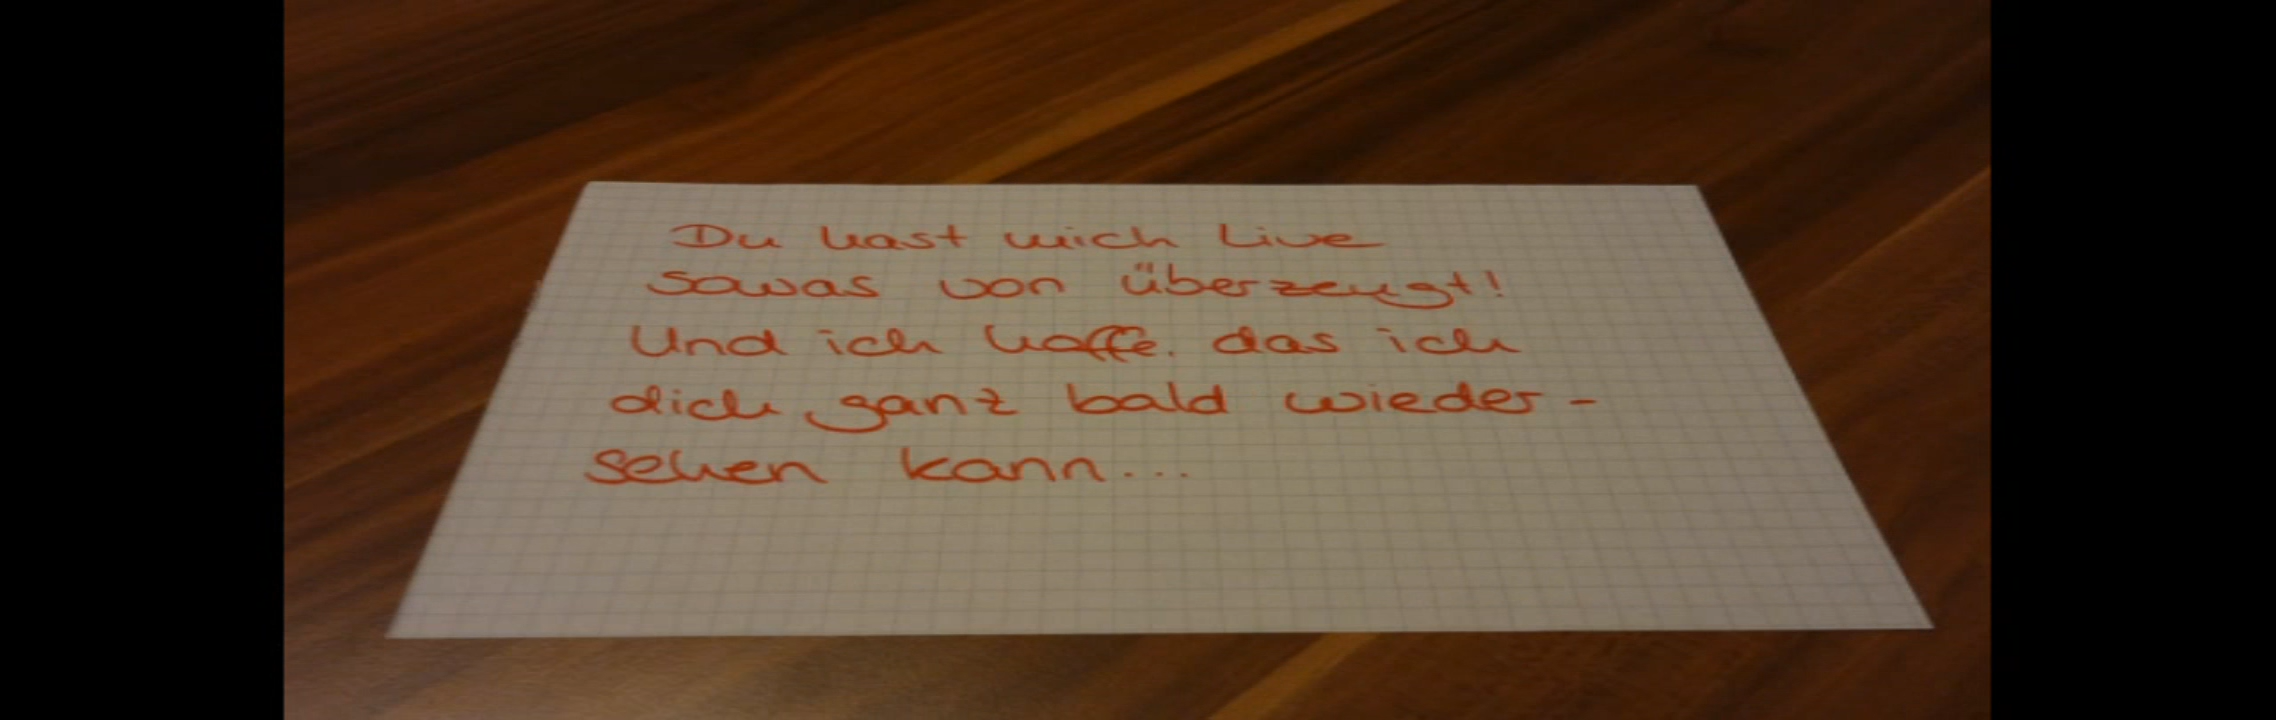 Du hast mich Live
sowas von überzeugt!
Und ich hoffe. das ich
dich ganz bald wieder-
sehen kann...